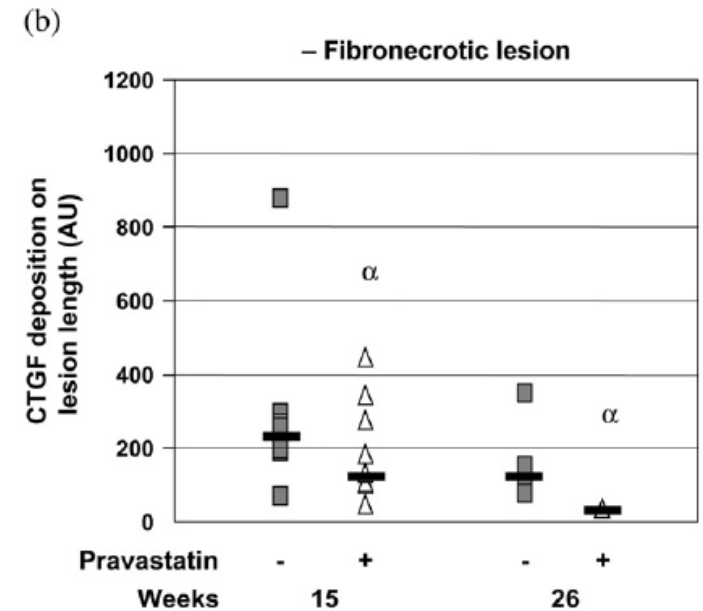 (b)
– Fibronecrotic lesion
CTGF deposition on
lesion length (AU)
1200
1000
800
600
400
200
0
α
α
Pravastatin - + - +
Weeks 15 26